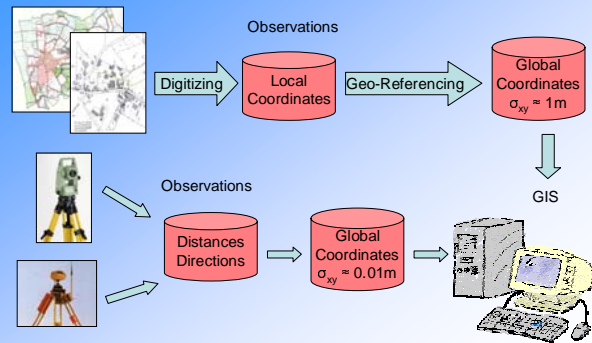 Observations
Digitizing
Local
Coordinates
Geo-Referencing
Global
Coordinates
σxy ≈ 1m
GIS
Observations
Distances
Directions
Global
Coordinates
σxy ≈ 0.01m